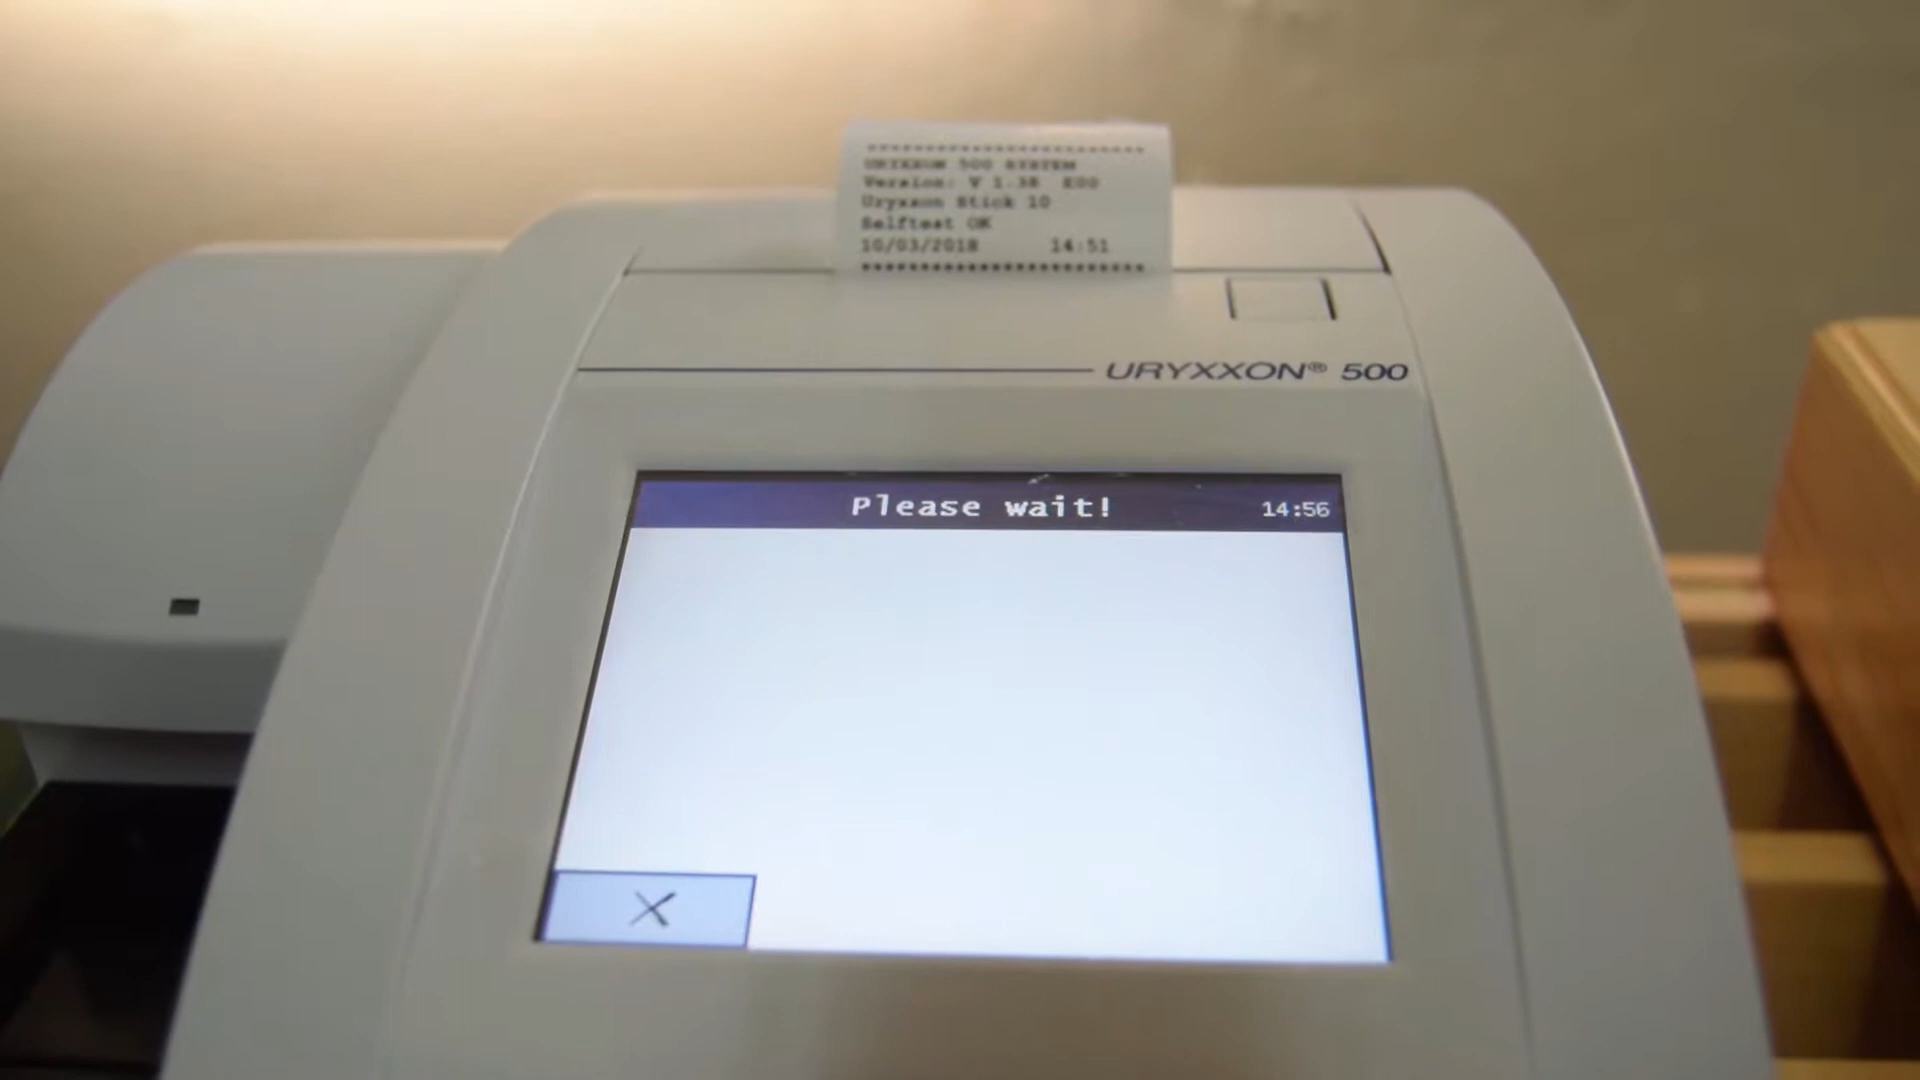 URYXXON 500 SYSTEM
Version: V 1.38 E00
Uryxxon Stick 10
Selftest OK
10/03/2018 14:51
URYXXON® 500
Please wait! 14:56